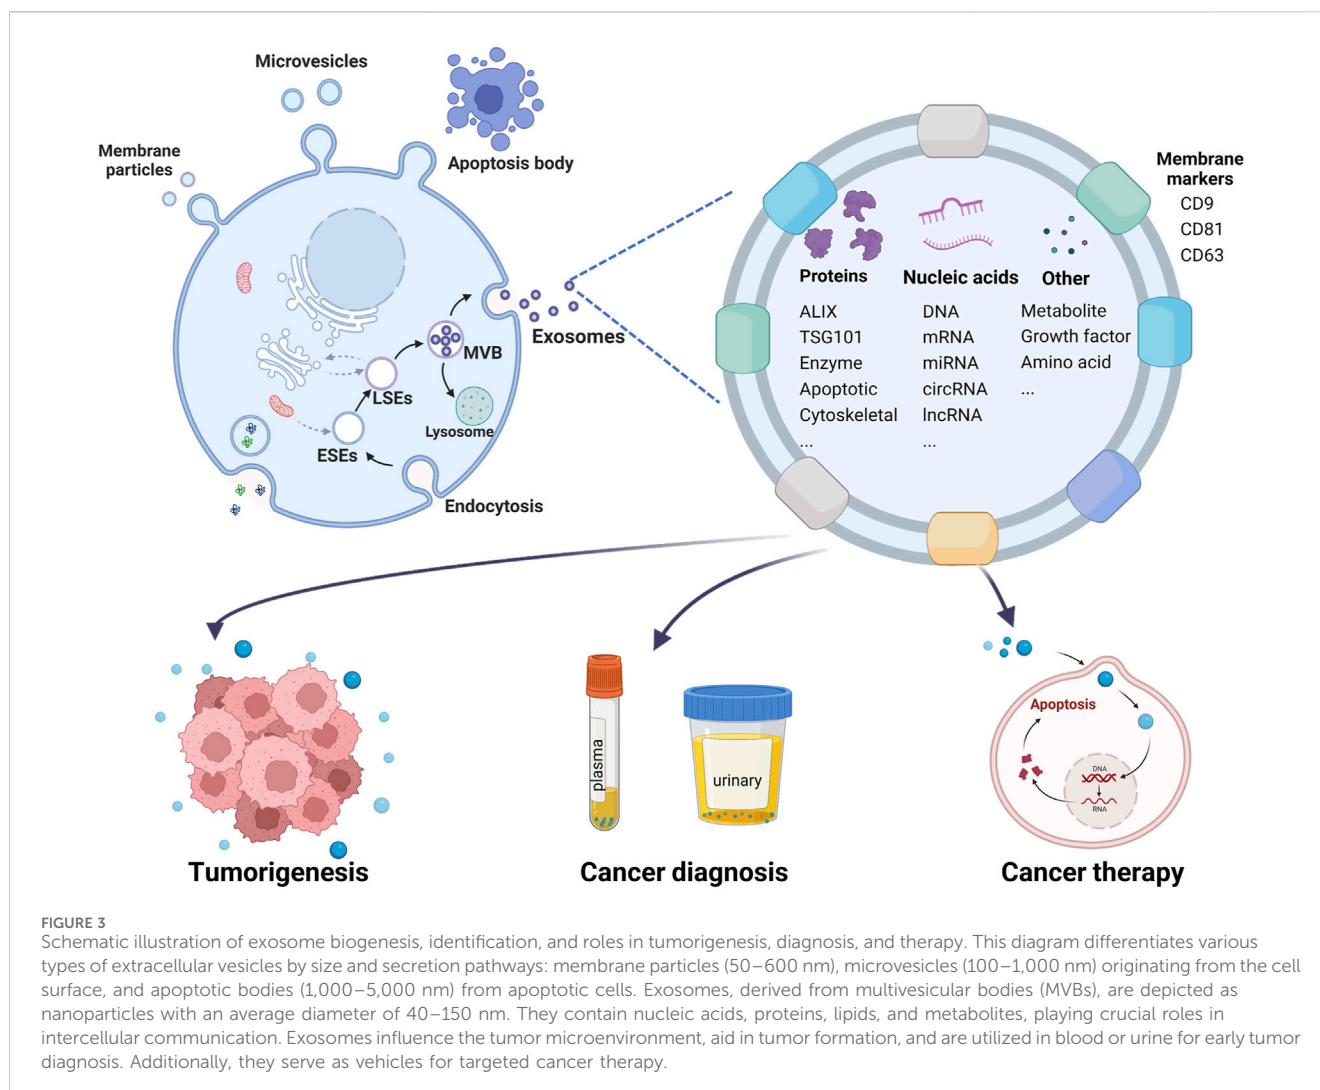 Microvesicles
Membrane
particles
Apoptosis body
Exosomes
MVB
LSEs
Lysosome
ESEs
Endocytosis
Membrane
markers
CD9
CD81
CD63
Proteins
ALIX
TSG101
Enzyme
Apoptotic
Cytoskeletal
...
Nucleic acids
DNA
mRNA
miRNA
circRNA
lncRNA
...
Other
Metabolite
Growth factor
Amino acid
...
plasma
urinary
Apoptosis
DNA
RNA
Tumorigenesis
Cancer diagnosis
Cancer therapy
FIGURE 3
Schematic illustration of exosome biogenesis, identification, and roles in tumorigenesis, diagnosis, and therapy. This diagram differentiates various
types of extracellular vesicles by size and secretion pathways: membrane particles (50–600 nm), microvesicles (100–1,000 nm) originating from the cell
surface, and apoptotic bodies (1,000–5,000 nm) from apoptotic cells. Exosomes, derived from multivesicular bodies (MVBs), are depicted as
nanoparticles with an average diameter of 40–150 nm. They contain nucleic acids, proteins, lipids, and metabolites, playing crucial roles in
intercellular communication. Exosomes influence the tumor microenvironment, aid in tumor formation, and are utilized in blood or urine for early tumor
diagnosis. Additionally, they serve as vehicles for targeted cancer therapy.